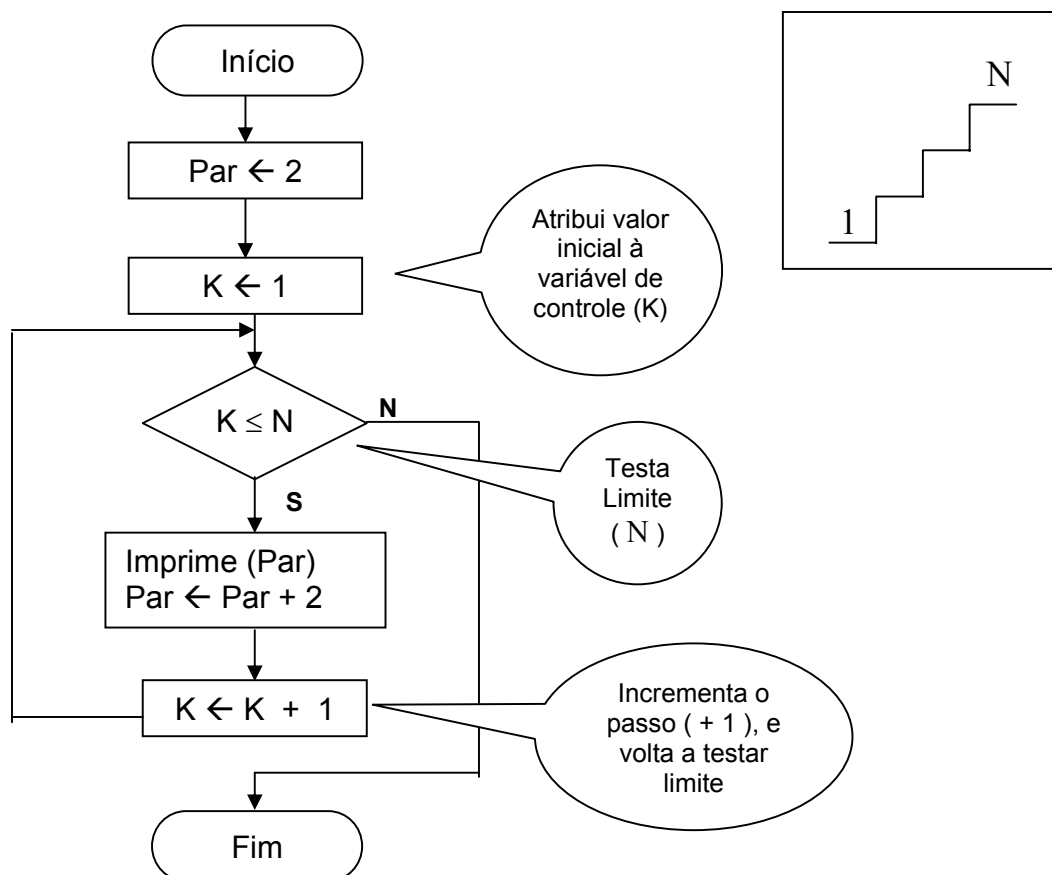 Início
N
Par ← 2
1
Atribui valor
inicial à
variável de
controle (K)
K ← 1
K ≤ N
N
S
Testa
Limite
( N )
Imprime (Par)
Par ← Par + 2
K ← K + 1
Incrementa o
passo ( + 1 ), e
volta a testar
limite
Fim